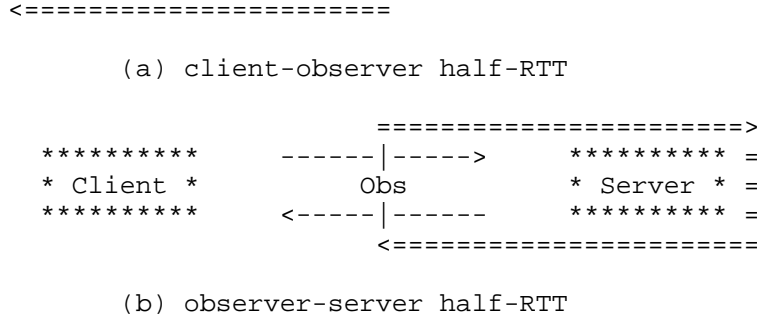 <========================
(a) client-observer half-RTT
=======================>
********** ------|-----> ********** =
* Client * Obs * Server * =
********** <-----|------ ********** =
<========================
(b) observer-server half-RTT